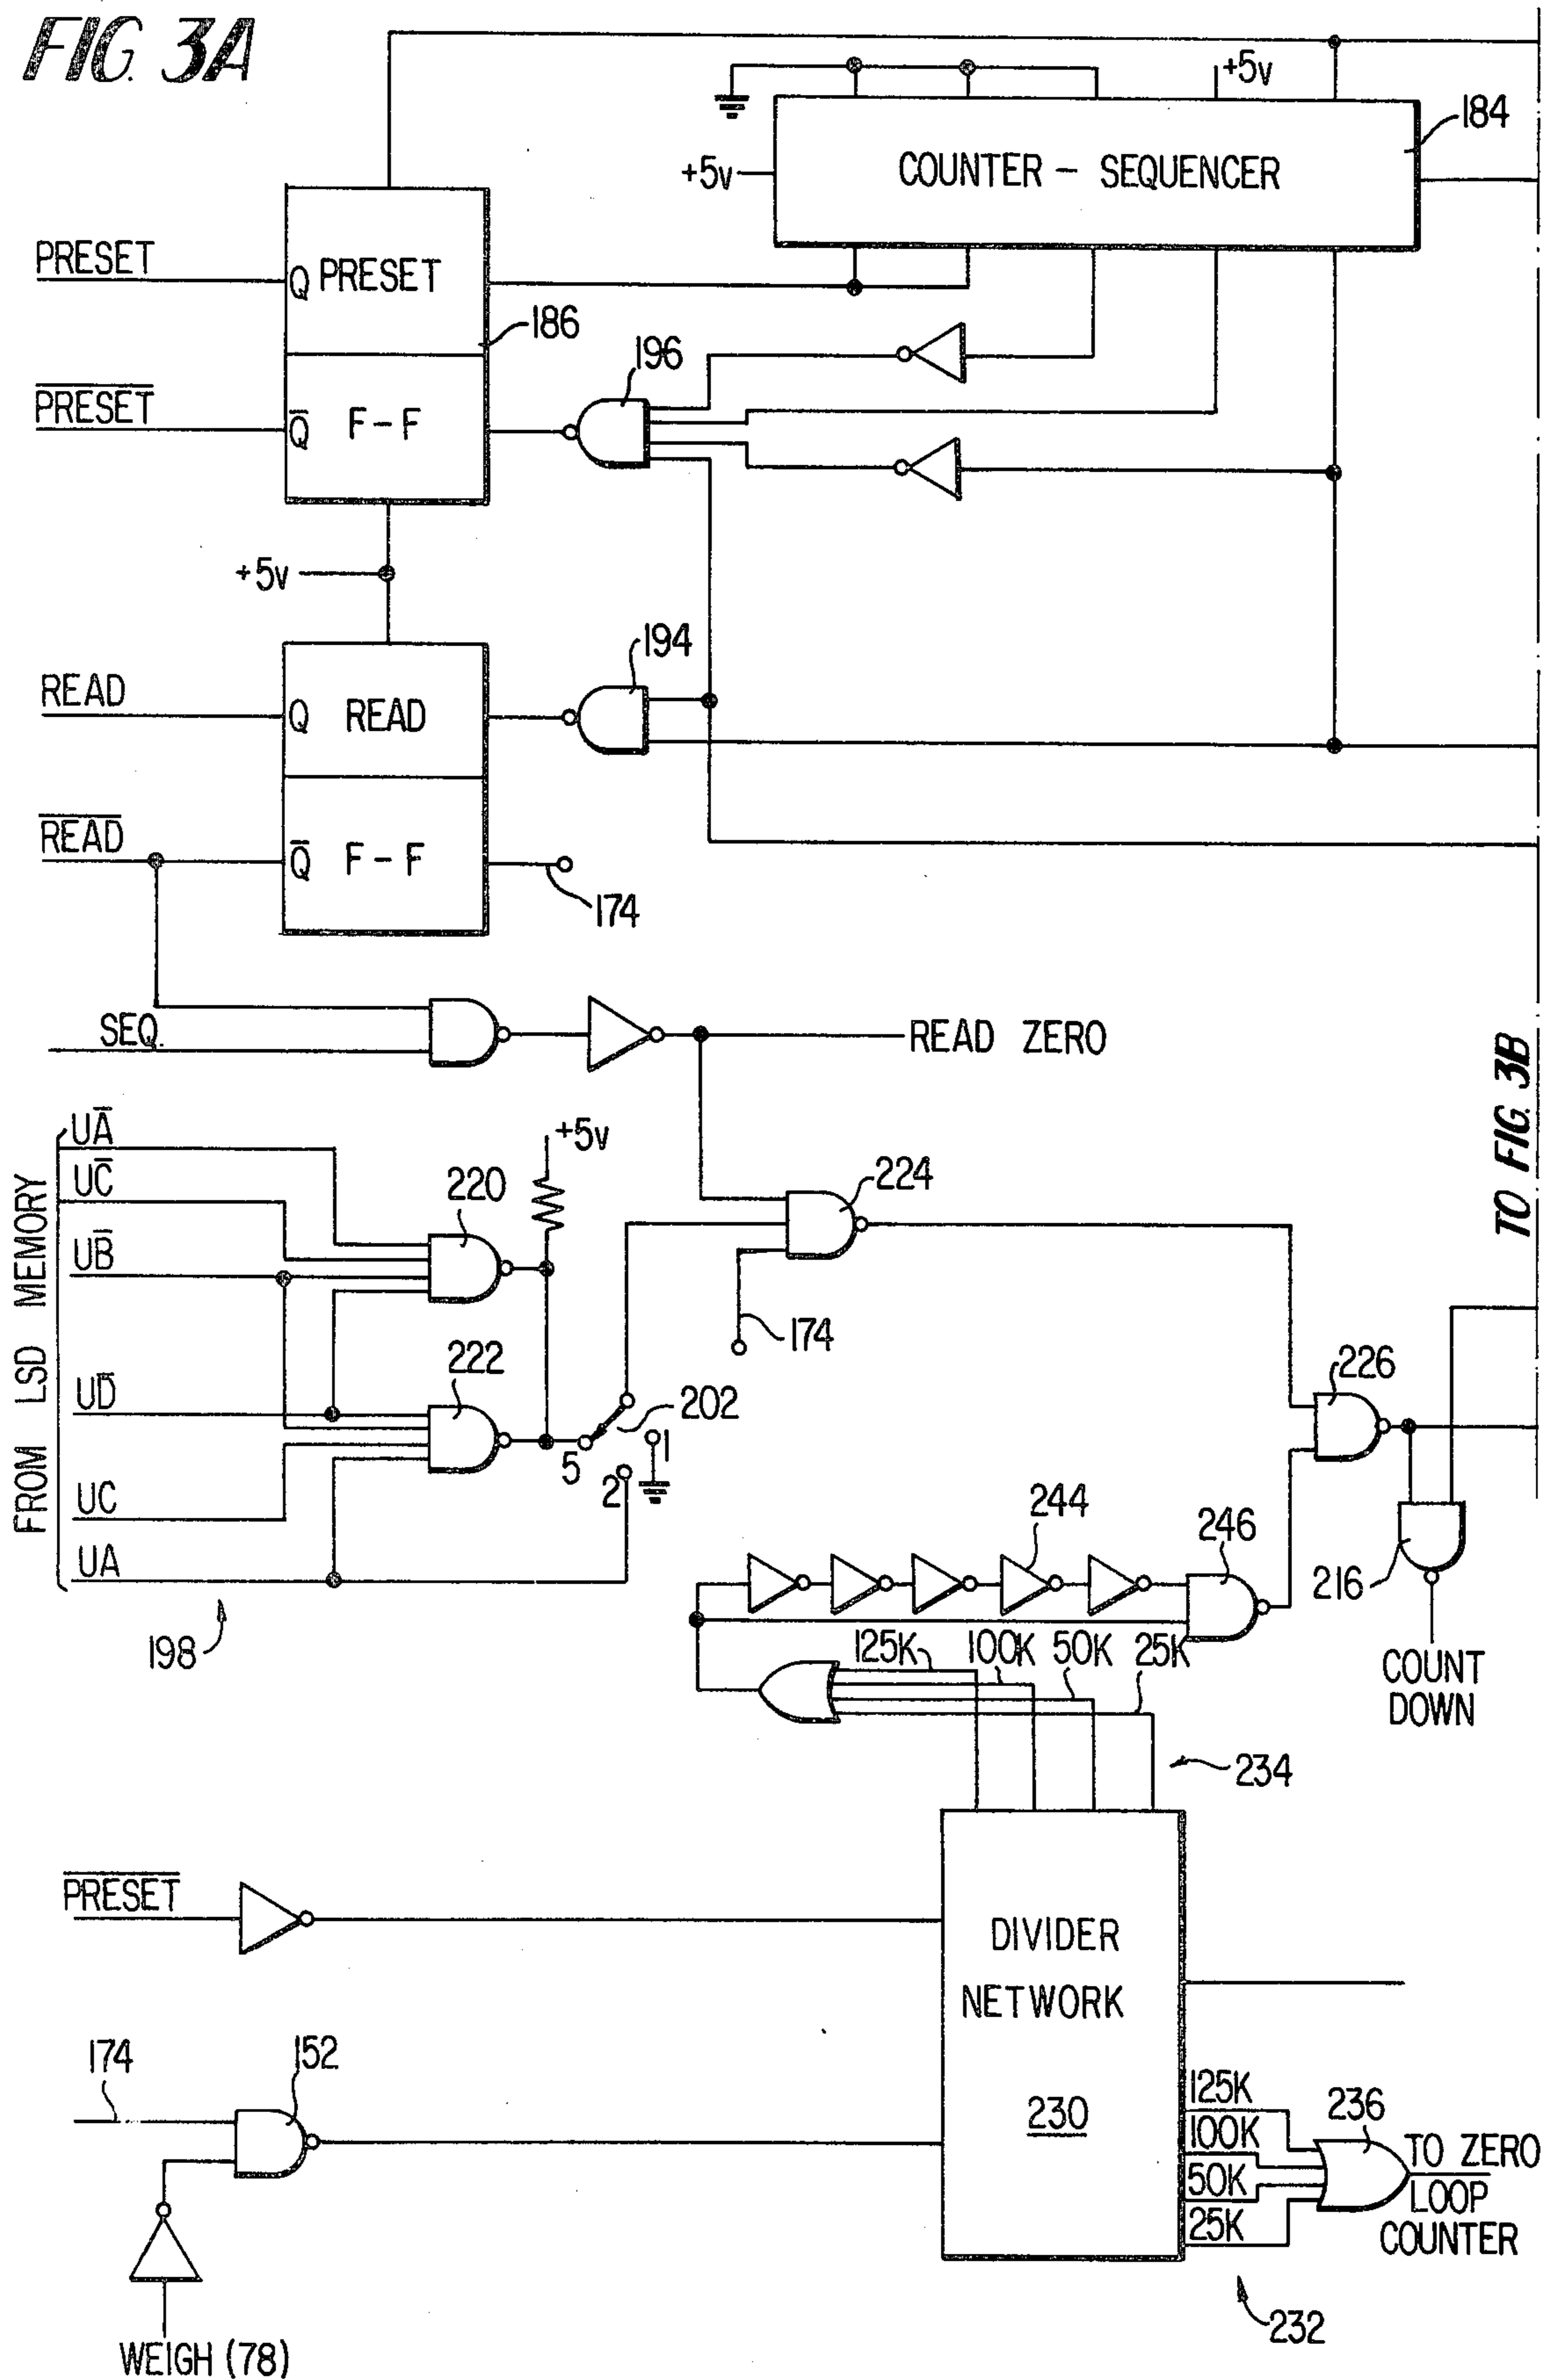 FIG. 3A
+5v
184
+5v
COUNTER - SEQUENCER
PRESET
Q PRESET
186
196
PRESET
Q̅ F-F
+5v
194
READ
Q READ
READ
Q̅ F-F
174
SEQ.
READ ZERO
TO FIG. 3B
FROM LSD MEMORY
UA̅
+5v
UC̅
220
224
UB̅
174
222
226
UD̅
202
1
5
2
UC
244
246
UA
216
198
125K
100K
50K
25K
COUNT
DOWN
234
PRESET
DIVIDER
NETWORK
174
152
230
125K
236
100K
TO ZERO
50K
LOOP
25K
COUNTER
232
WEIGH (78)